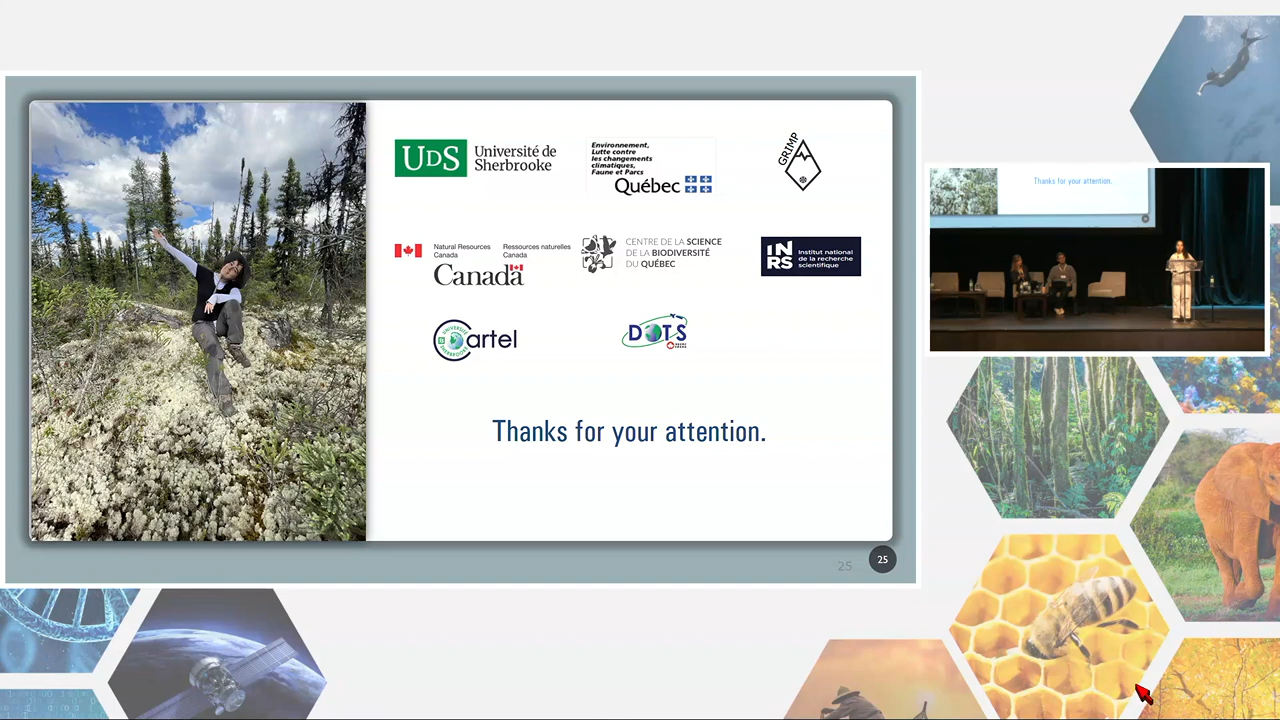 UDS Université de
Sherbrooke
Environnement,
Lutte contre
les changements
climatiques,
Faune et Parcs
Québec
GRIMP
Natural Resources
Canada
Ressources naturelles
Canada
Canada
CENTRE DE LA SCIENCE
DE LA BIODIVERSITÉ
DU QUÉBEC
INRS
Institut national
de la recherche
scientifique
Cartel
UNIVERSITÉ
SHERBROOKE
DOTS
Thanks for your attention.
25
25
Thanks for your attention.